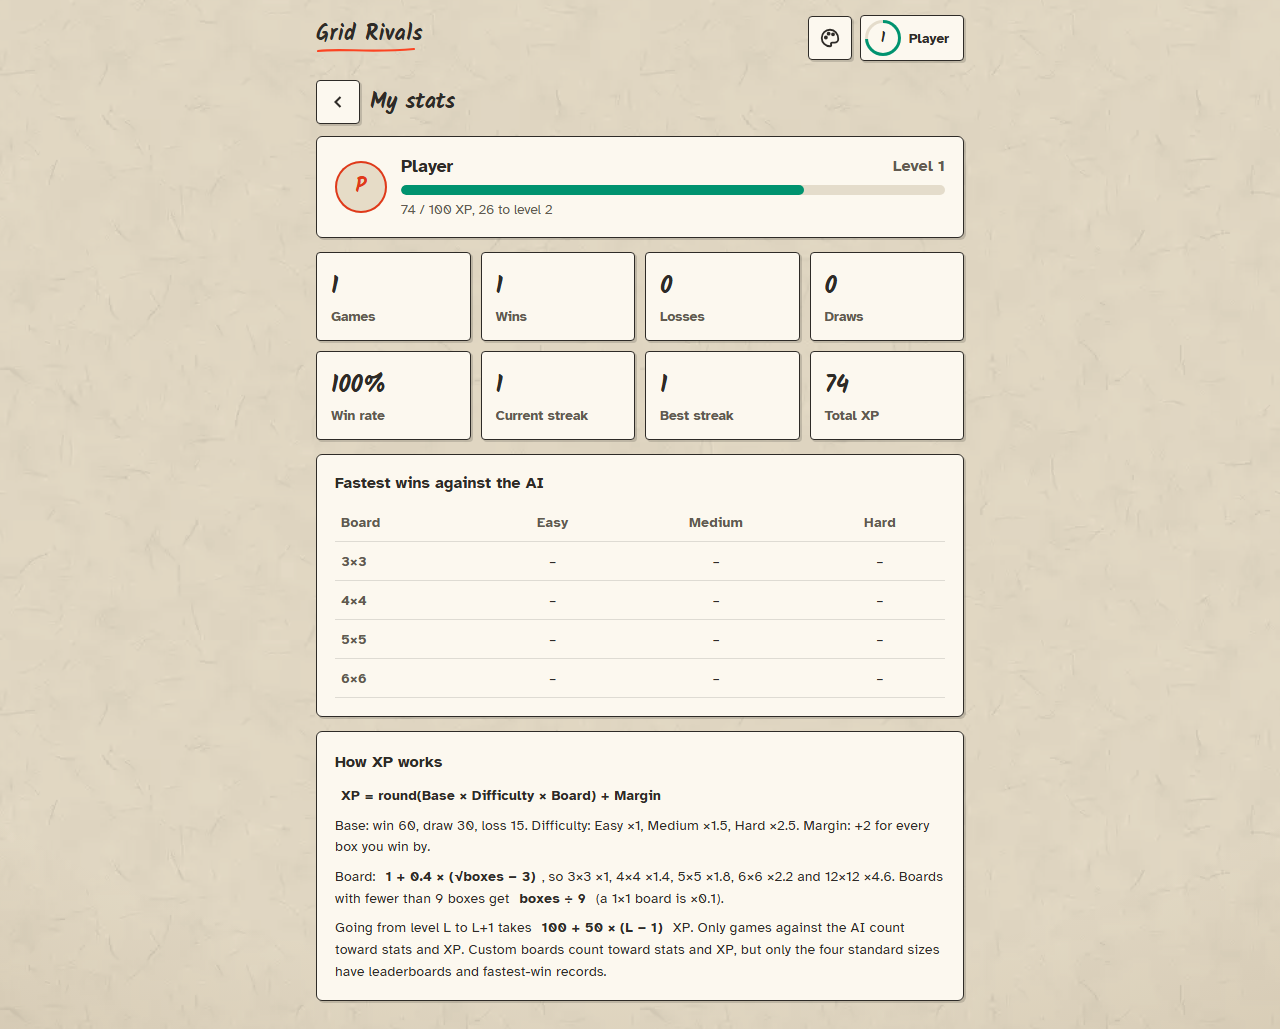 Grid Rivals
1 Player
My stats
P
Player
Level 1
74 / 100 XP, 26 to level 2
1
Games
1
Wins
0
Losses
0
Draws
100%
Win rate
1
Current streak
1
Best streak
74
Total XP
Fastest wins against the AI
Board Easy Medium Hard
3×3 – – –
4×4 – – –
5×5 – – –
6×6 – – –
How XP works
XP = round(Base × Difficulty × Board) + Margin
Base: win 60, draw 30, loss 15. Difficulty: Easy ×1, Medium ×1.5, Hard ×2.5. Margin: +2 for every
box you win by.
Board: 1 + 0.4 × (√boxes − 3) , so 3×3 ×1, 4×4 ×1.4, 5×5 ×1.8, 6×6 ×2.2 and 12×12 ×4.6. Boards
with fewer than 9 boxes get boxes ÷ 9 (a 1×1 board is ×0.1).
Going from level L to L+1 takes 100 + 50 × (L − 1) XP. Only games against the AI count
toward stats and XP. Custom boards count toward stats and XP, but only the four standard sizes
have leaderboards and fastest-win records.